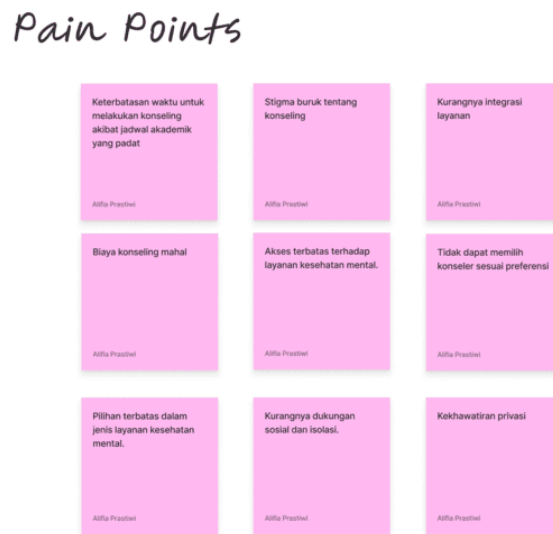 Pain Points
Keterbatasan waktu untuk
melakukan konseling
akibat jadwal akademik
yang padat
Alifia Prastiwi
Stigma buruk tentang
konseling
Alifia Prastiwi
Kurangnya integrasi
layanan
Alifia Prastiwi
Biaya konseling mahal
Alifia Prastiwi
Akses terbatas terhadap
layanan kesehatan mental.
Alifia Prastiwi
Tidak dapat memilih
konseler sesuai preferensi
Alifia Prastiwi
Pilihan terbatas dalam
jenis layanan kesehatan
mental.
Alifia Prastiwi
Kurangnya dukungan
sosial dan isolasi.
Alifia Prastiwi
Kekhawatiran privasi
Alifia Prastiwi